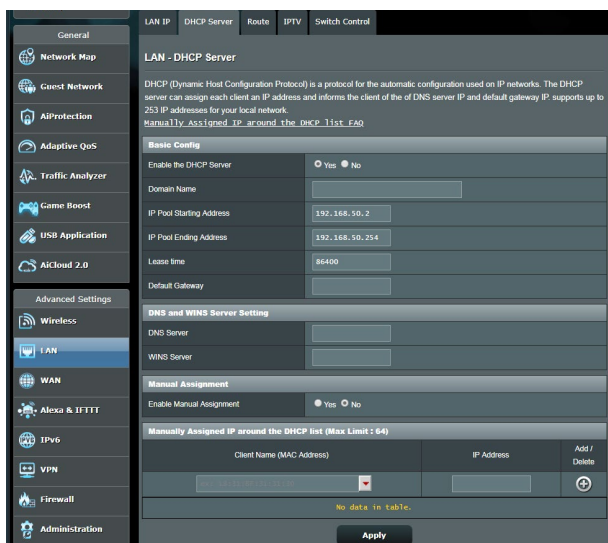 LAN IP DHCP Server Route IPTV Switch Control
General
Network Map
Guest Network
AiProtection
Adaptive QoS
Traffic Analyzer
Game Boost
USB Application
AiCloud 2.0
Advanced Settings
Wireless
LAN
WAN
Alexa & IFTTT
IPv6
VPN
Firewall
Administration
LAN - DHCP Server
DHCP (Dynamic Host Configuration Protocol) is a protocol for the automatic configuration used on IP networks. The DHCP
server can assign each client an IP address and informs the client of the of DNS server IP and default gateway IP. supports up to
253 IP addresses for your local network.
Manually Assigned IP around the DHCP list FAQ
Basic Config
Enable the DHCP Server Yes No
Domain Name
IP Pool Starting Address 192.168.50.2
IP Pool Ending Address 192.168.50.254
Lease time 86400
Default Gateway
DNS and WINS Server Setting
DNS Server
WINS Server
Manual Assignment
Enable Manual Assignment Yes No
Manually Assigned IP around the DHCP list (Max Limit : 64)
Client Name (MAC Address) IP Address Add / Delete
No data in table.
Apply